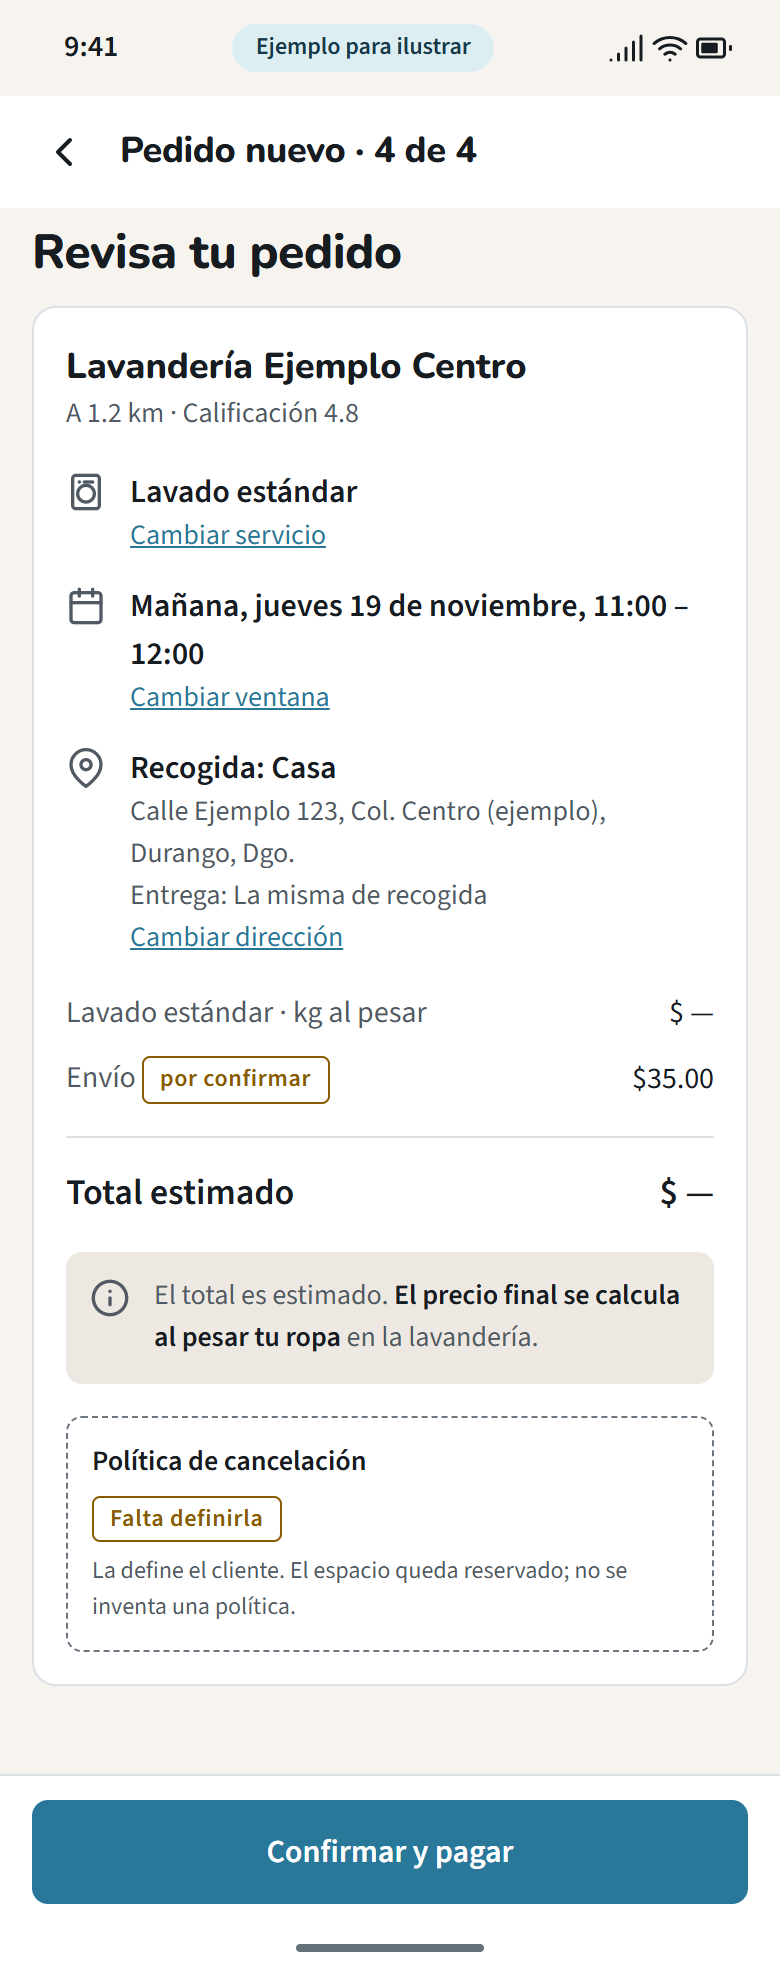 9:41
Ejemplo para ilustrar
Pedido nuevo · 4 de 4
Revisa tu pedido
Lavandería Ejemplo Centro
A 1.2 km · Calificación 4.8
Lavado estándar
Cambiar servicio
Mañana, jueves 19 de noviembre, 11:00 –
12:00
Cambiar ventana
Recogida: Casa
Calle Ejemplo 123, Col. Centro (ejemplo),
Durango, Dgo.
Entrega: La misma de recogida
Cambiar dirección
Lavado estándar · kg al pesar $ —
Envío por confirmar $35.00
Total estimado $ —
El total es estimado. El precio final se calcula
al pesar tu ropa en la lavandería.
Política de cancelación
Falta definirla
La define el cliente. El espacio queda reservado; no se
inventa una política.
Confirmar y pagar